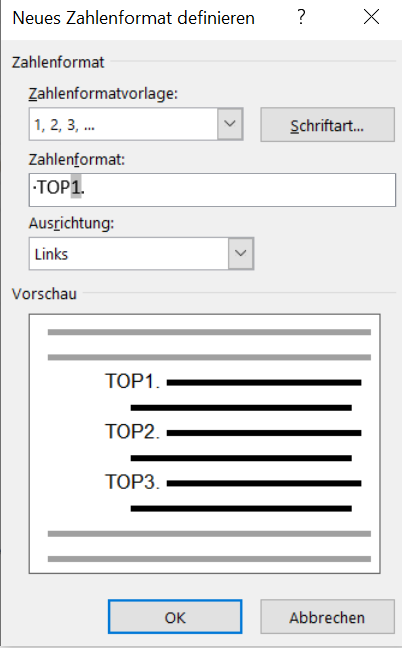 Neues Zahlenformat definieren ? ×
Zahlenformat
Zahlenformatvorlage:
1, 2, 3, ...
Schriftart...
Zahlenformat:
·TOP1.
Ausrichtung:
Links
Vorschau
TOP1.
TOP2.
TOP3.
OK
Abbrechen